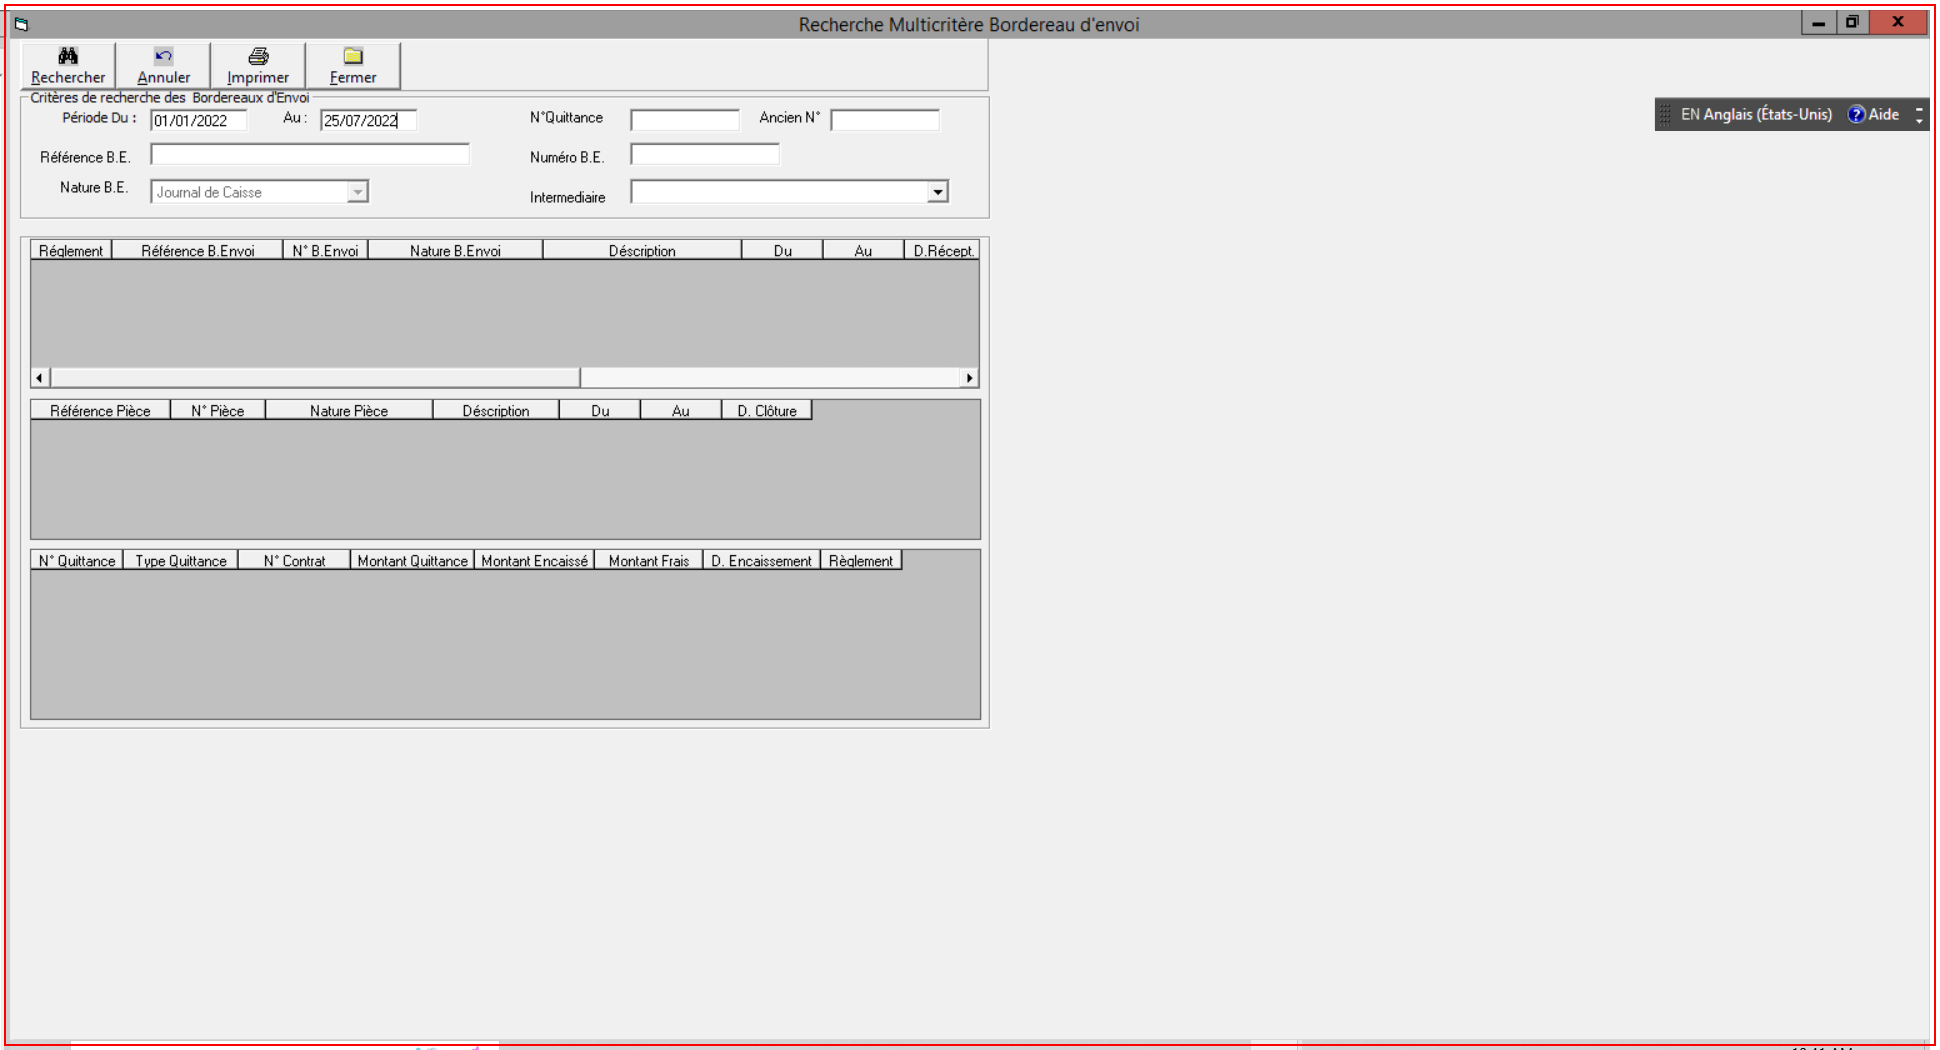 Recherche Multicritère Bordereau d'envoi
Rechercher Annuler Imprimer Fermer
Critères de recherche des Bordereaux d'Envoi
Période Du : 01/01/2022 Au : 25/07/2022 N°Quittance Ancien N°
EN Anglais (États-Unis) Aide
Référence B.E. Numéro B.E.
Nature B.E. Journal de Caisse Intermediaire
Réglement Référence B.Envoi N° B.Envoi Nature B.Envoi Déscription Du Au D.Récept.
Référence Pièce N° Pièce Nature Pièce Déscription Du Au D. Clôture
N° Quittance Type Quittance N° Contrat Montant Quittance Montant Encaissé Montant Frais D. Encaissement Règlement